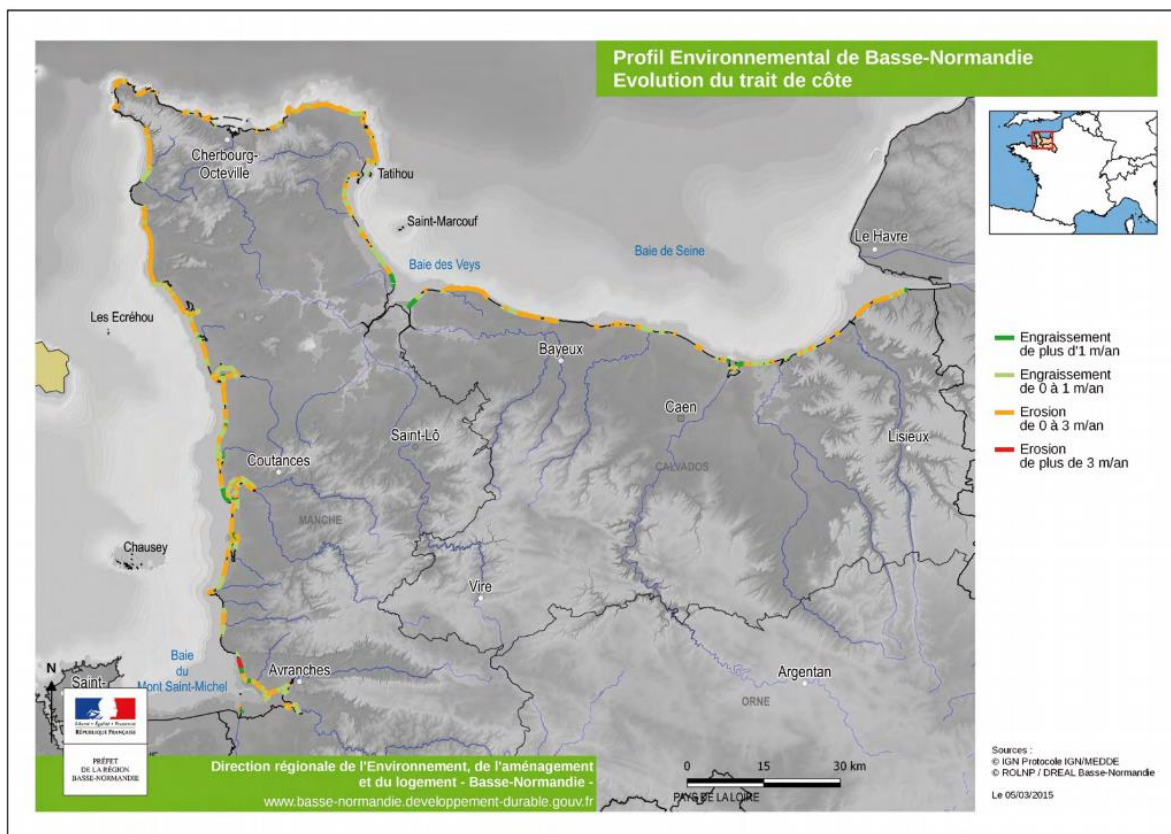 Profil Environnemental de Basse-Normandie
Evolution du trait de côte
Cherbourg-
Octeville
Tatihou
Saint-Marcouf
Le Havre
Baie de Seine
Baie des Veys
Les Ecréhou
Bayeux
Caen
Saint-Lô
Lisieux
Coutances
CALVADOS
MANCHE
Chausey
Vire
Baie
du
Mont Saint-Michel
Avranches
Argentan
ORNE
N
Saint-
Liberté • Égalité • Fraternité
RÉPUBLIQUE FRANÇAISE
PRÉFET
DE LA RÉGION
BASSE-NORMANDIE
Direction régionale de l'Environnement, de l'aménagement
et du logement - Basse-Normandie -
www.basse-normandie.developpement-durable.gouv.fr
0 15 30 km
PAYS DE LA LOIRE
Engraissement
de plus d'1 m/an
Engraissement
de 0 à 1 m/an
Erosion
de 0 à 3 m/an
Erosion
de plus de 3 m/an
Sources :
© IGN Protocole IGN/MEDDE
© ROLNP / DREAL Basse-Normandie
Le 05/03/2015